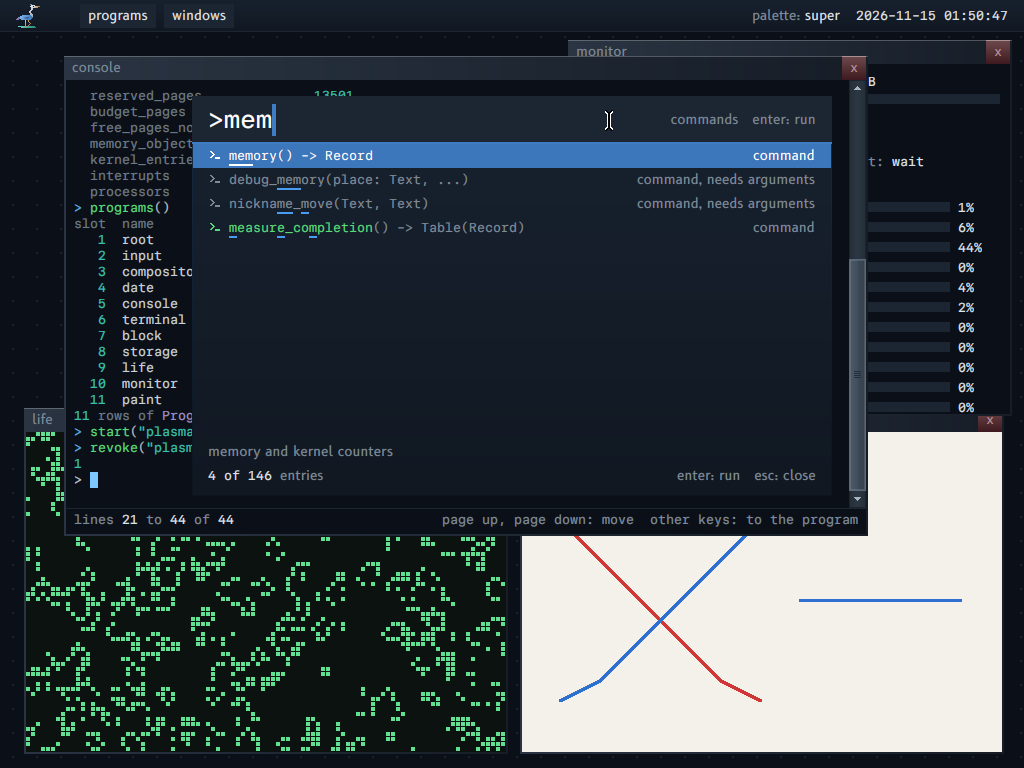 programs windows palette: super 2026-11-15 01:50:47
monitor x
console x
B
reserved_pages 13501
budget_pages
free_pages_no
memory_object
kernel_entrie
interrupts
processors
> programs()
slot name
1 root
2 input
3 composito
4 date
5 console
6 terminal
7 block
8 storage
9 life
10 monitor
11 paint
11 rows of Prog
> start("plasma
> revoke("plasm
1
>
>mem commands enter: run
>_ memory() -> Record command
>_ debug_memory(place: Text, ...) command, needs arguments
>_ nickname_move(Text, Text) command, needs arguments
>_ measure_completion() -> Table(Record) command
memory and kernel counters
4 of 146 entries enter: run esc: close
lines 21 to 44 of 44 page up, page down: move other keys: to the program
t: wait
1%
6%
44%
0%
4%
2%
0%
0%
0%
0%
0%
life
x